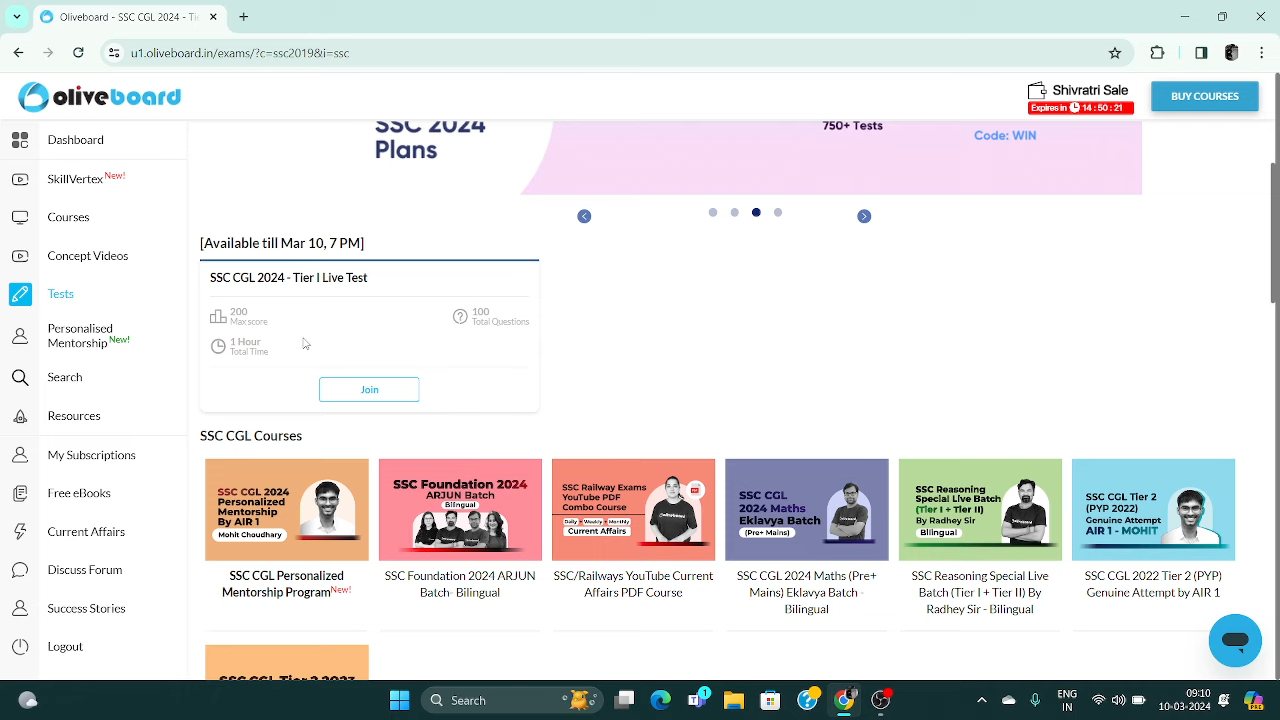 Oliveboard - SSC CGL 2024 - Tie
u1.oliveboard.in/?c=ssc2019&i=ssc
oliveboard
Shivratri Sale
Expires in 14 : 50 : 21
BUY COURSES
Dashboard
SkillVertex New!
Courses
Concept Videos
Tests
Personalised
Mentorship New!
Search
Resources
My Subscriptions
Free eBooks
Current Affairs
Discuss Forum
Success Stories
Logout
SSC 2024
Plans
750+ Tests
Code: WIN
[Available till Mar 10, 7 PM]
SSC CGL 2024 - Tier I Live Test
200
Max score
100
Total Questions
1 Hour
Total Time
Join
SSC CGL Courses
SSC CGL 2024
Personalized
Mentorship
By AIR 1
Mohit Choudhary
SSC CGL Personalized
Mentorship Program New!
SSC Foundation 2024
ARJUN Batch
Bilingual
SSC Foundation 2024 ARJUN
Batch- Bilingual
SSC Railway Exams
YouTube PDF
Combo Course
Daily + Weekly + Monthly
Current Affairs
SSC/Railways YouTube Current
Affairs PDF Course
SSC CGL
2024 Maths
Eklavya Batch
(Pre+ Mains)
SSC CGL 2024 Maths (Pre+
Mains) Eklavya Batch -
Bilingual
SSC Reasoning
Special Live Batch
(Tier I + Tier II)
By Radhey Sir
Bilingual
SSC Reasoning Special Live
Batch (Tier I + Tier II) By
Radhey Sir - Bilingual
SSC CGL Tier 2
(PYP 2022)
Genuine Attempt
AIR 1 - MOHIT
SSC CGL 2022 Tier 2 (PYP)
Genuine Attempt by AIR 1
Search
1
ENG
IN
09:10
10-03-2024